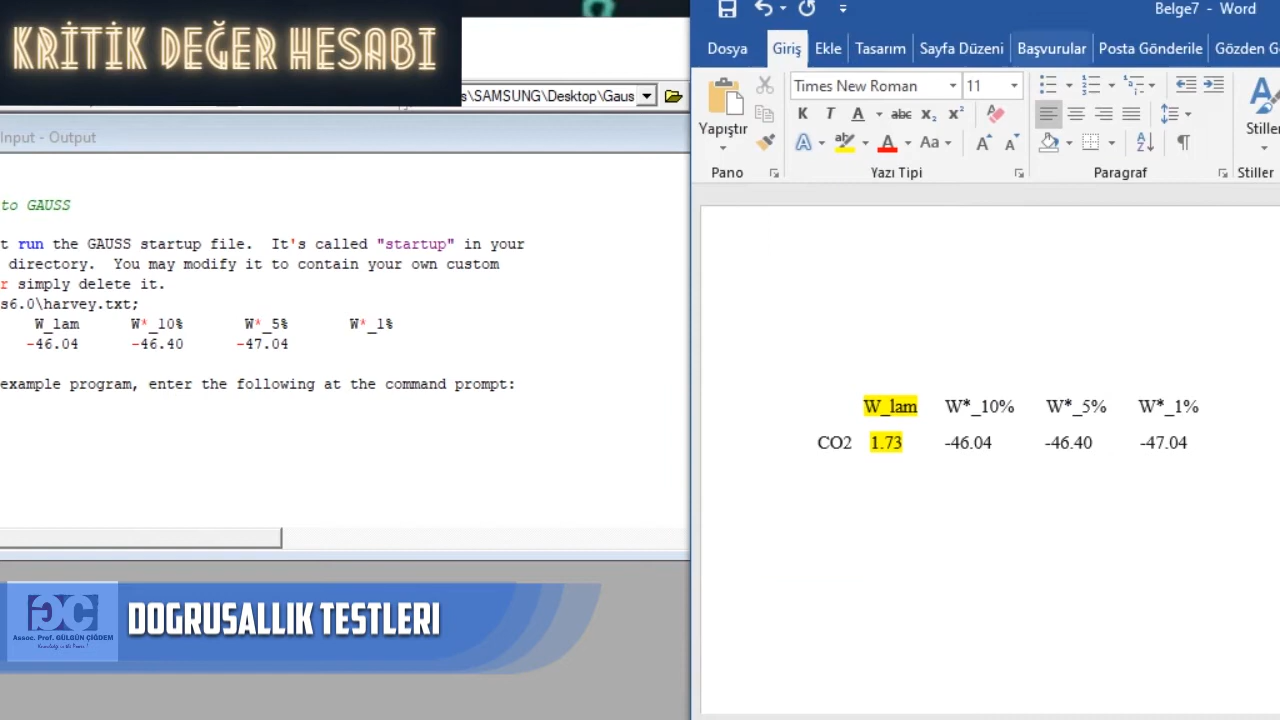 KRİTİK DEĞER HESABI
s\SAMSUNG\Desktop\Gaus
Input - Output
to GAUSS
t run the GAUSS startup file. It's called "startup" in your
directory. You may modify it to contain your own custom
r simply delete it.
s6.0\harvey.txt;
W_lam W*_10% W*_5% W*_1%
-46.04 -46.40 -47.04
example program, enter the following at the command prompt:
Assoc. Prof. GÜLGÜN ÇİĞDEM
DOGRUSALLIK TESTLERI
Belge7 - Word
Dosya Giriş Ekle Tasarım Sayfa Düzeni Başvurular Posta Gönderile Gözden G
Times New Roman 11
K T A abc x₂ x²
Yapıştır
A A Aa A A
Stiller
Pano Yazı Tipi Paragraf Stiller
W_lam W*_10% W*_5% W*_1%
CO2 1.73 -46.04 -46.40 -47.04